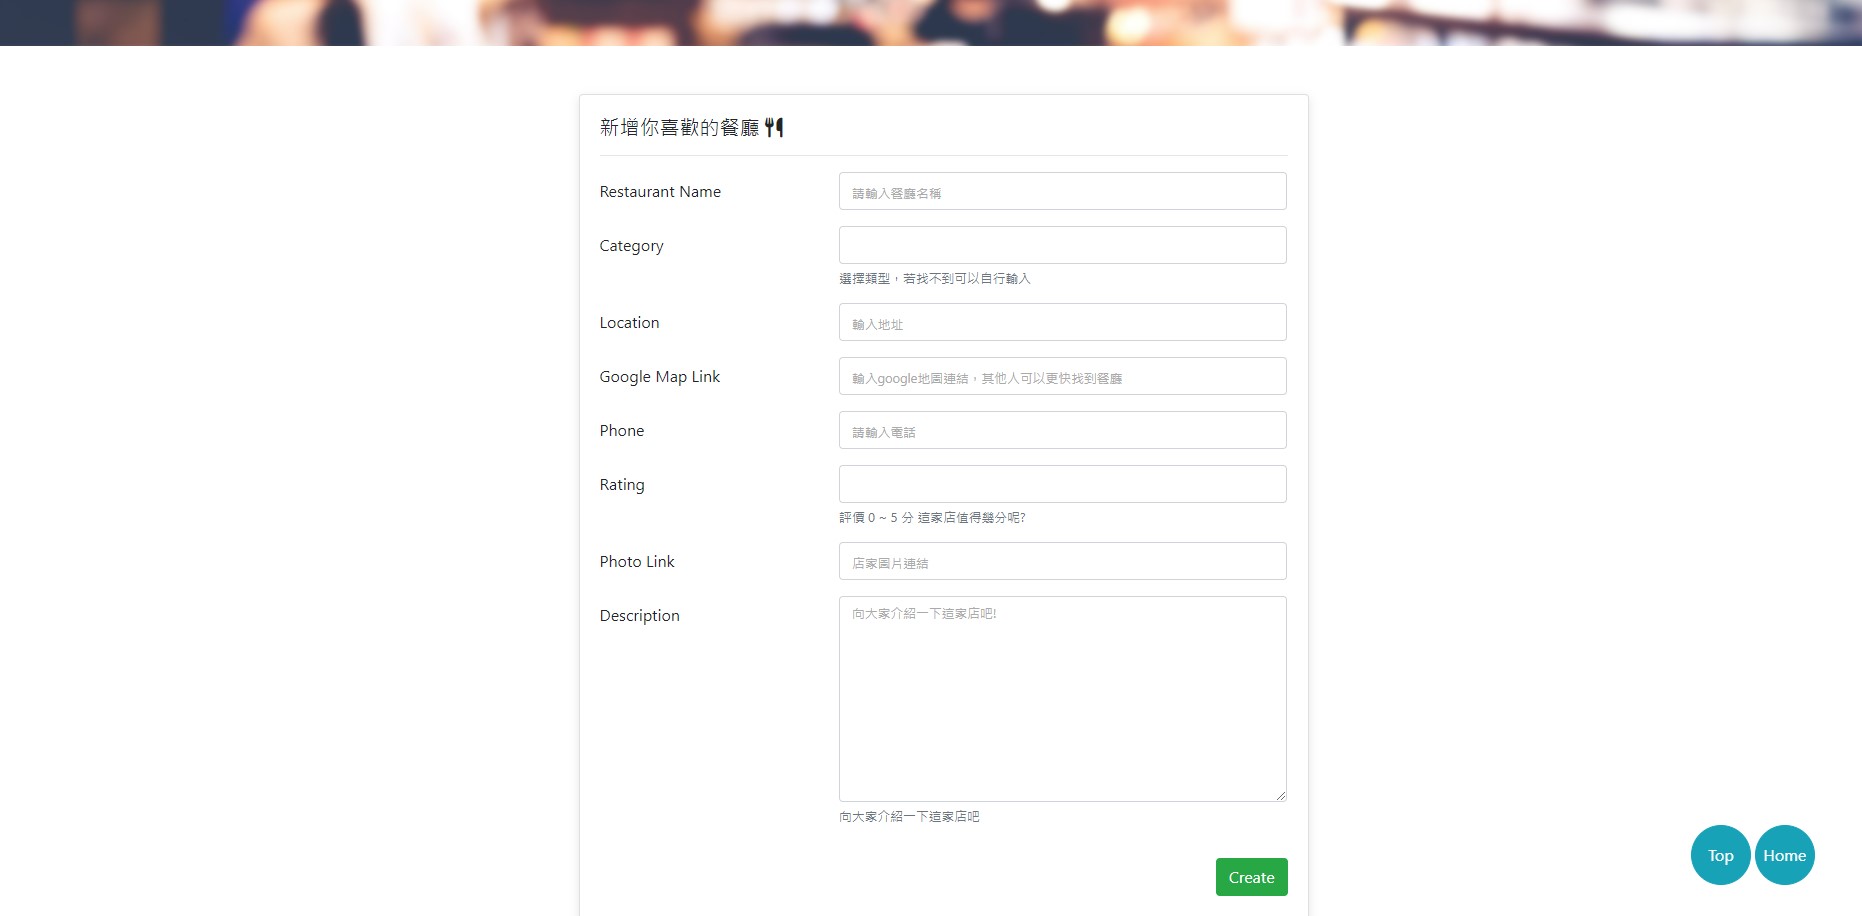 新增你喜歡的餐廳
Restaurant Name
請輸入餐廳名稱
Category
選擇類型，若找不到可以自行輸入
Location
輸入地址
Google Map Link
輸入google地圖連結，其他人可以更快找到餐廳
Phone
請輸入電話
Rating
評價 0 ~ 5 分 這家店值得幾分呢?
Photo Link
店家圖片連結
Description
向大家介紹一下這家店吧!
向大家介紹一下這家店吧
Create
Top
Home